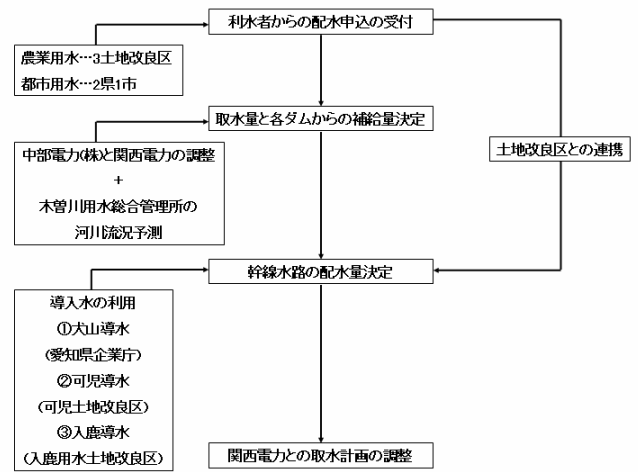 利水者からの配水申込の受付
農業用水…3土地改良区
都市用水…2県1市
取水量と各ダムからの補給量決定
中部電力(株)と関西電力の調整
+
木曽川用水総合管理所の
河川流況予測
土地改良区との連携
幹線水路の配水量決定
導入水の利用
①犬山導水
(愛知県企業庁)
②可児導水
(可児土地改良区)
③入鹿導水
(入鹿用水土地改良区)
関西電力との取水計画の調整